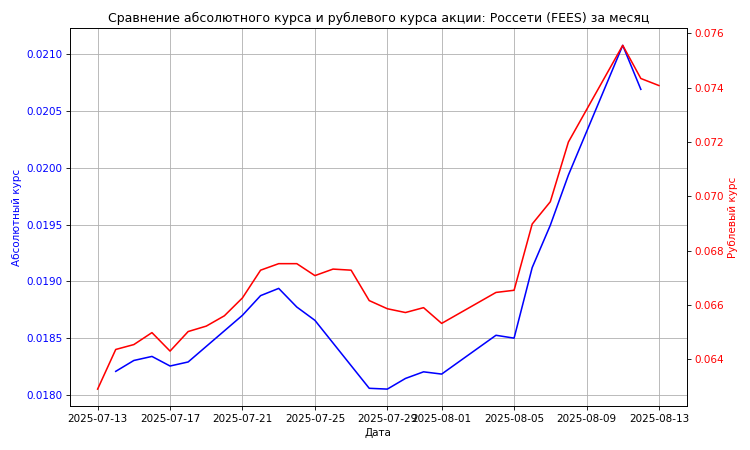 Сравнение абсолютного курса и рублевого курса акции: Россети (FEES) за месяц
0.0210
0.0205
0.0200
0.0195
0.0190
0.0185
0.0180
Абсолютный курс
0.076
0.074
0.072
0.070
0.068
0.066
0.064
Рублевый курс
2025-07-13 2025-07-17 2025-07-21 2025-07-25 2025-07-29 2025-08-01 2025-08-05 2025-08-09 2025-08-13
Дата